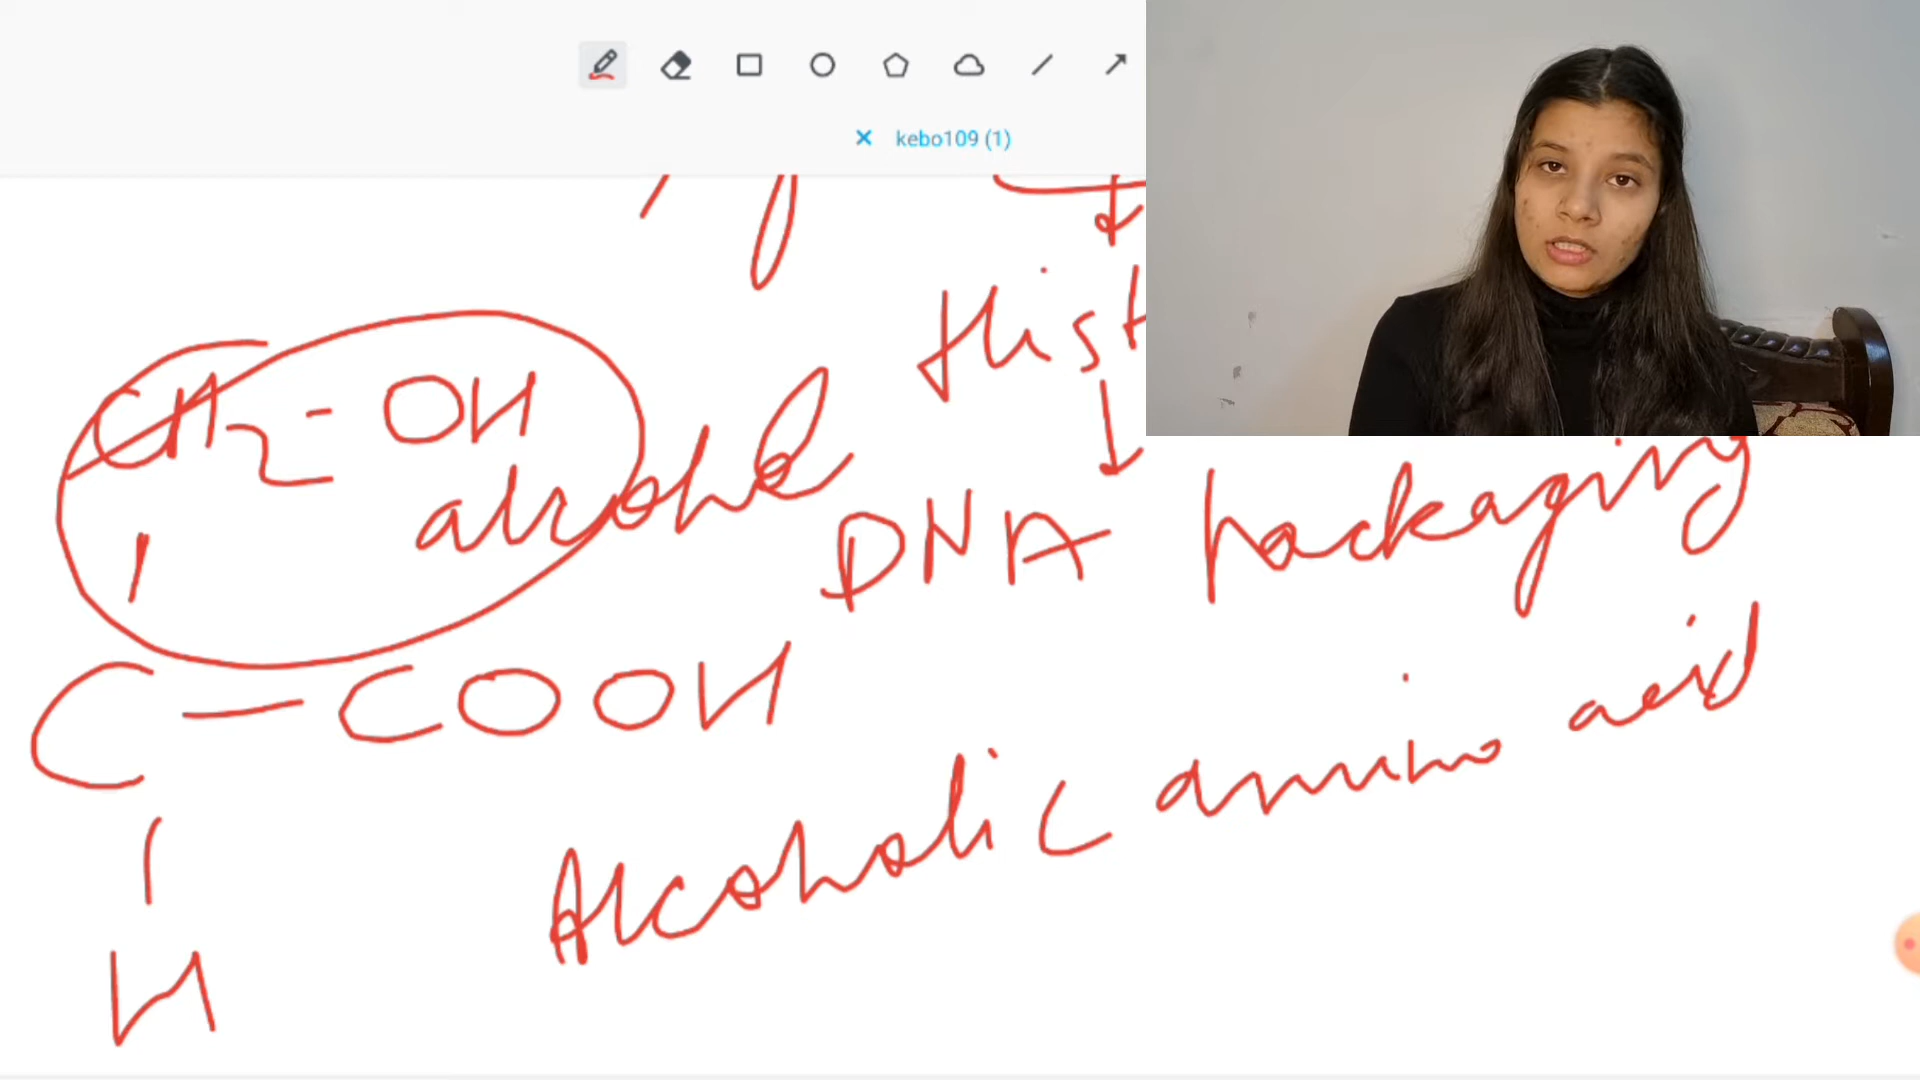 kebo109 (1)
Hist
CH2 - OH
alcohol
DNA packaging
C - COOH
H
Alcoholic amino acid